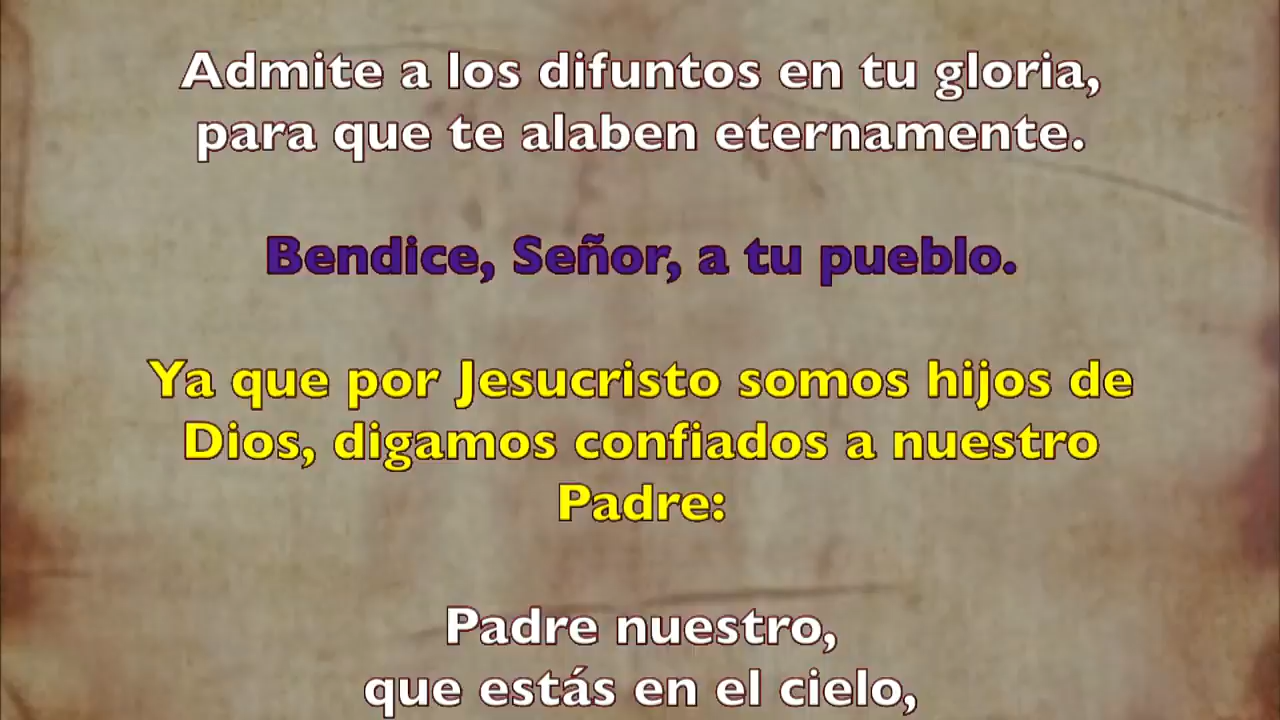 Admite a los difuntos en tu gloria,
para que te alaben eternamente.
Bendice, Señor, a tu pueblo.
Ya que por Jesucristo somos hijos de
Dios, digamos confiados a nuestro
Padre:
Padre nuestro,
que estás en el cielo,